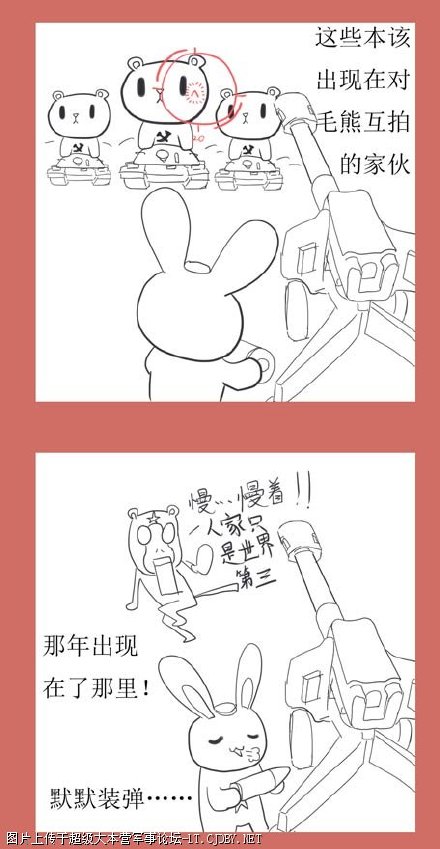 这些本该
出现在对
毛熊互拍
的家伙
20
慢…慢着!!
人家只
是世界
第三
那年出现
在了那里!
默默装弹……
图片上传于超级大本营军事论坛-LT.CJDBY.NET